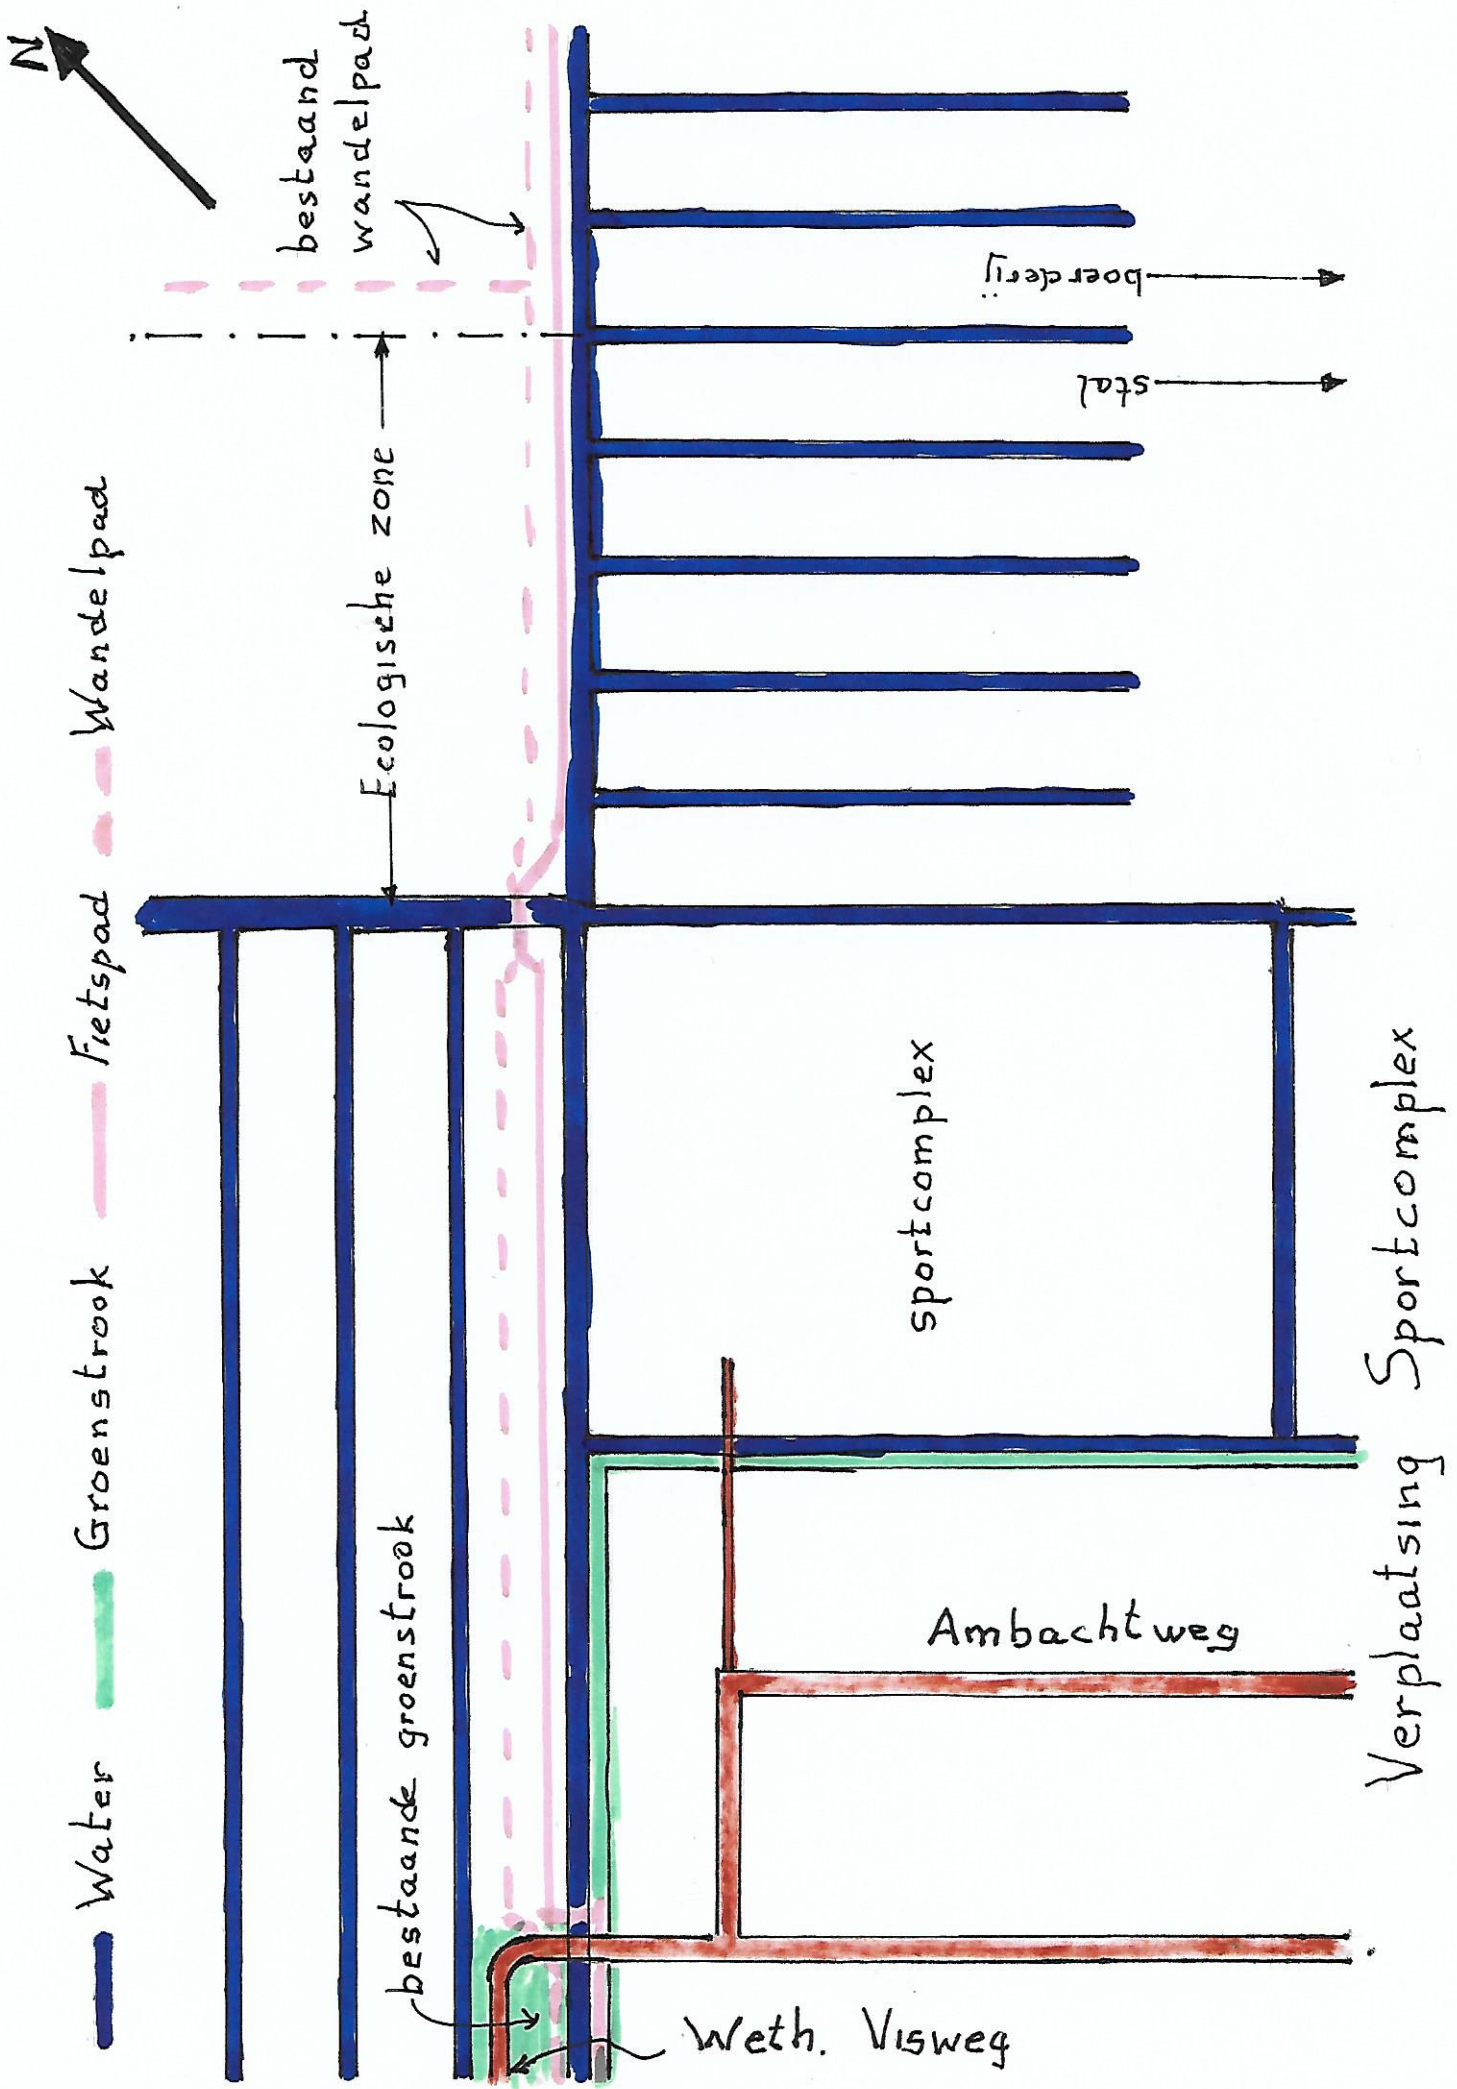 N
Water Groenstrook Fietspad Wandelpad
bestaand
wandelpad
Ecologische zone
bestaande groenstrook
boerderij
stal
sportcomplex
Ambachtweg
Weth. Visweg
Verplaatsing Sportcomplex